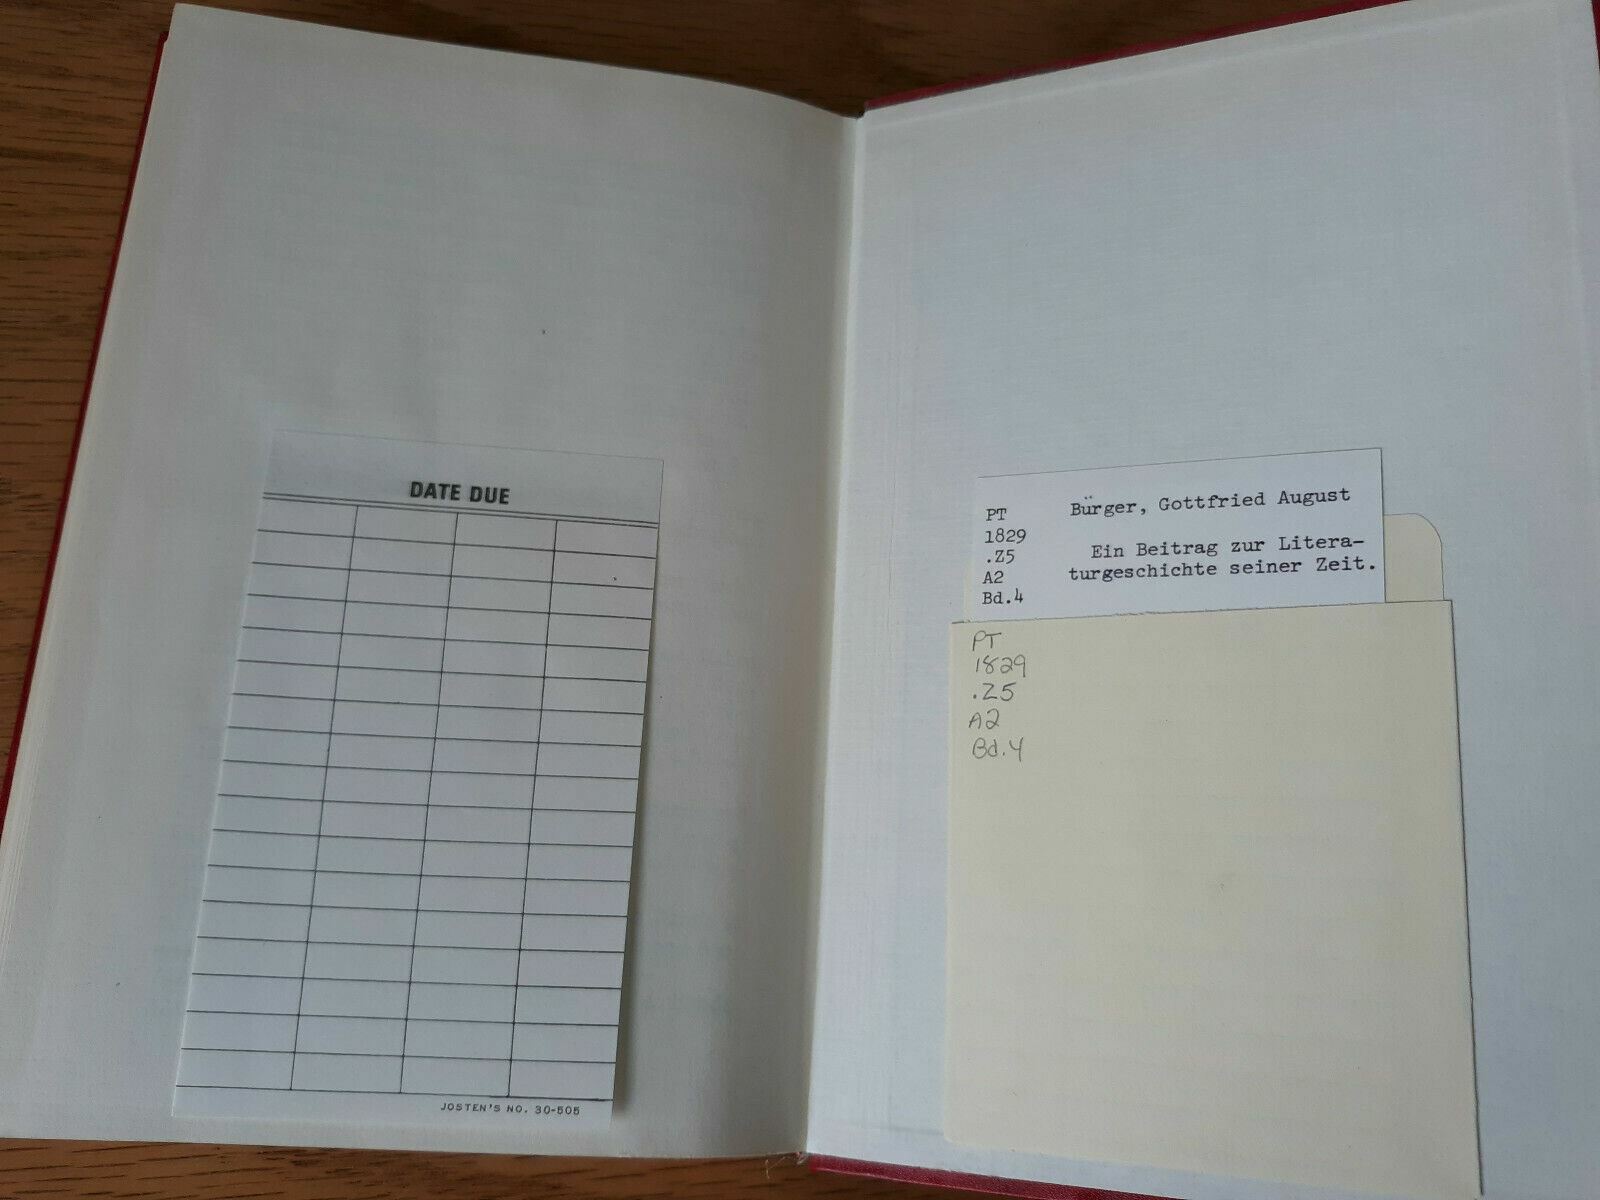 DATE DUE
JOSTEN'S NO. 30-505
PT
1829
.Z5
A2
Bd.4
Bürger, Gottfried August
Ein Beitrag zur Litera-
turgeschichte seiner Zeit.
PT
1829
.Z5
A2
Bd.4